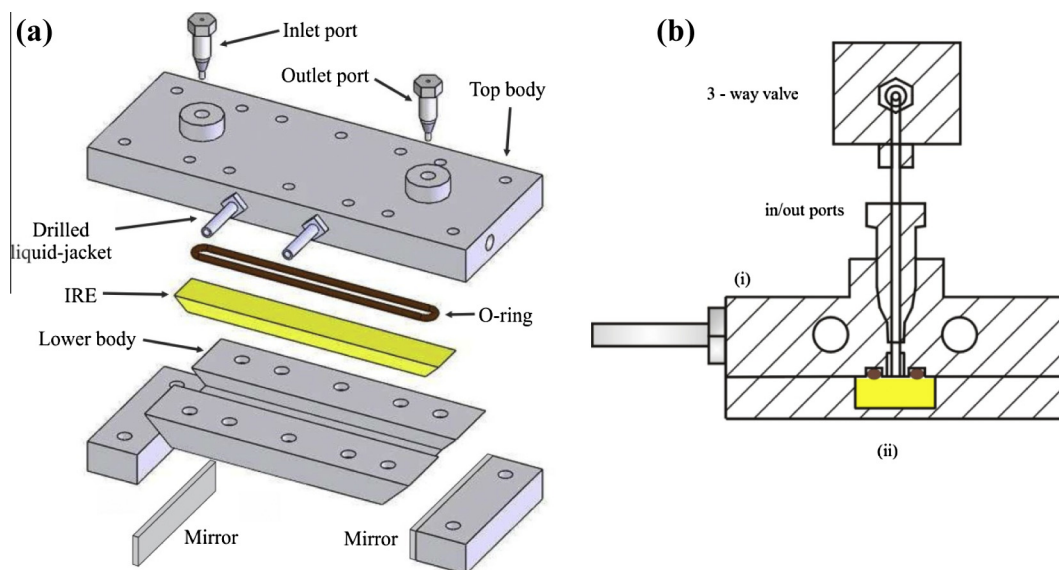 (a)
Inlet port
Outlet port
Top body
Drilled
liquid-jacket
IRE
O-ring
Lower body
Mirror
Mirror
(b)
3 - way valve
in/out ports
(i)
(ii)